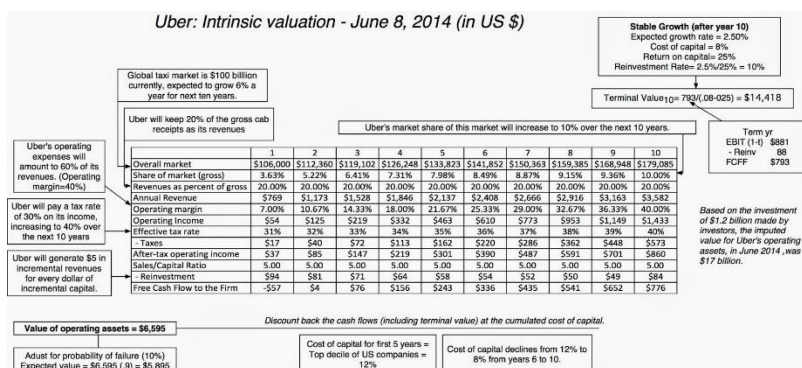 Uber: Intrinsic valuation - June 8, 2014 (in US $)
Stable Growth (after year 10)
Expected growth rate = 2.50%
Cost of capital = 8%
Return on capital= 25%
Reinvestment Rate= 2.5%/25% = 10%
Global taxi market is $100 billlion
currently, expected to grow 6% a
year for next ten years.
Terminal Value10= 793/(.08-025) = $14,418
Uber will keep 20% of the gross cab
receipts as its revenues
Uber's market share of this market will increase to 10% over the next 10 years.
Term yr
EBIT (1-t) $881
- Reinv 88
FCFF $793
Uber's operating
expenses will
amount to 60% of its
revenues. (Operating
margin=40%)
Uber will pay a tax rate
of 30% on its income,
increasing to 40% over
the next 10 years
Uber will generate $5 in
incremental revenues
for every dollar of
incremental capital.
1 2 3 4 5 6 7 8 9 10
Overall market $106,000 $112,360 $119,102 $126,248 $133,823 $141,852 $150,363 $159,385 $168,948 $179,085
Share of market (gross) 3.63% 5.22% 6.41% 7.31% 7.98% 8.49% 8.87% 9.15% 9.36% 10.00%
Revenues as percent of gross 20.00% 20.00% 20.00% 20.00% 20.00% 20.00% 20.00% 20.00% 20.00% 20.00%
Annual Revenue $769 $1,173 $1,528 $1,846 $2,137 $2,408 $2,666 $2,916 $3,163 $3,582
Operating margin 7.00% 10.67% 14.33% 18.00% 21.67% 25.33% 29.00% 32.67% 36.33% 40.00%
Operating Income $54 $125 $219 $332 $463 $610 $773 $953 $1,149 $1,433
Effective tax rate 31% 32% 33% 34% 35% 36% 37% 38% 39% 40%
- Taxes $17 $40 $72 $113 $162 $220 $286 $362 $448 $573
After-tax operating income $37 $85 $147 $219 $301 $390 $487 $591 $701 $860
Sales/Capital Ratio 5.00 5.00 5.00 5.00 5.00 5.00 5.00 5.00 5.00 5.00
- Reinvestment $94 $81 $71 $64 $58 $54 $52 $50 $49 $84
Free Cash Flow to the Firm -$57 $4 $76 $156 $243 $336 $435 $541 $652 $776
Based on the investment
of $1.2 billion made by
investors, the imputed
value for Uber's operating
assets, in June 2014 ,was
$17 billion.
Discount back the cash flows (including terminal value) at the cumulated cost of capital.
Value of operating assets = $6,595
Adust for probability of failure (10%)
Expected value = $6,595 (.9) = $5,895
Cost of capital for first 5 years =
Top decile of US companies =
12%
Cost of capital declines from 12% to
8% from years 6 to 10.